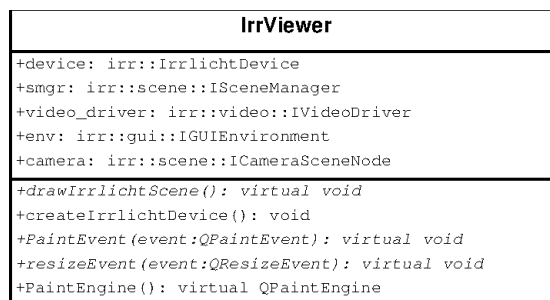 IrrViewer
+device: irr::IrrlichtDevice
+smgr: irr::scene::ISceneManager
+video_driver: irr::video::IVideoDriver
+env: irr::gui::IGUIEnvironment
+camera: irr::scene::ICameraSceneNode
+drawIrrlichtScene(): virtual void
+createIrrlichtDevice(): void
+PaintEvent(event:QPaintEvent): virtual void
+resizeEvent(event:QResizeEvent): virtual void
+PaintEngine(): virtual QPaintEngine